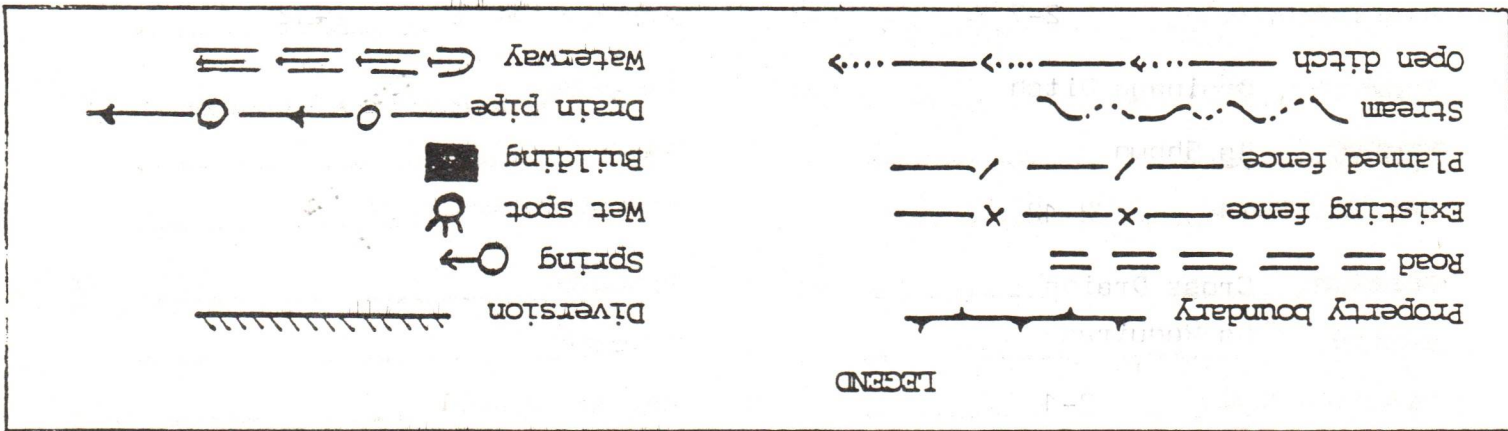 LEGEND
Property boundary
Road
Existing fence
Planned fence
Stream
Open ditch
Diversion
Spring
Wet spot
Building
Drain pipe
Waterway